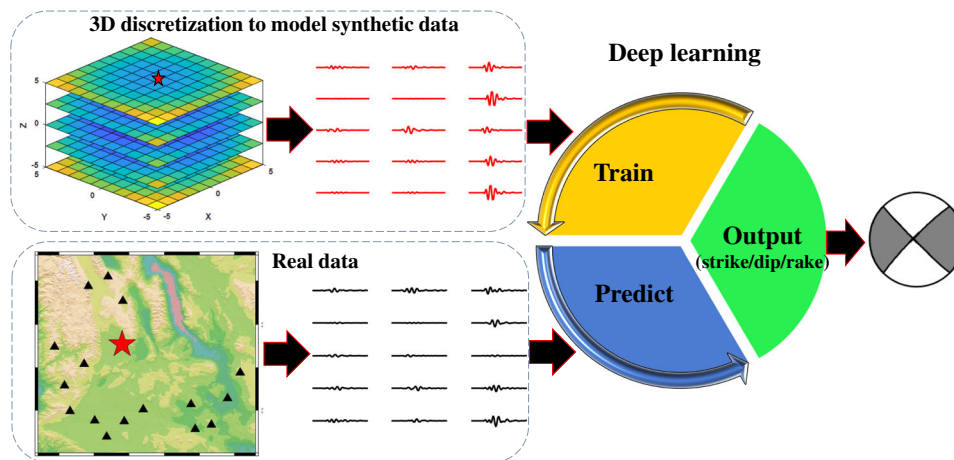 3D discretization to model synthetic data
Deep learning
5
Z
0
-5
5
0
Y
-5
-5
X
0
5
Train
Output
(strike/dip/rake)
Real data
Predict